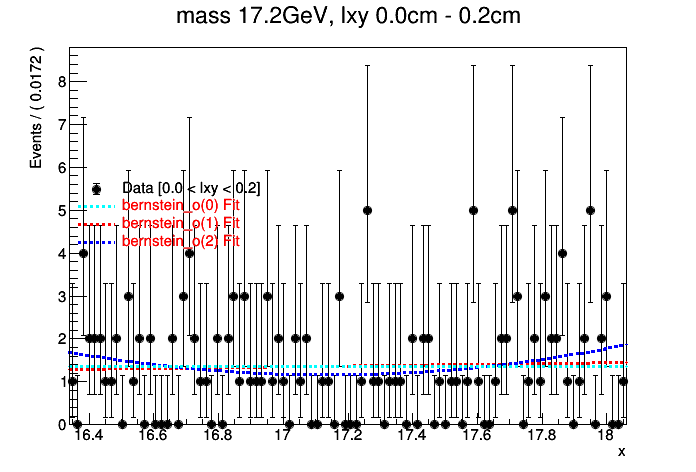 mass 17.2GeV, lxy 0.0cm - 0.2cm
Events / ( 0.0172 )
8
7
6
5
4
3
2
1
0
Data [0.0 < lxy < 0.2]
bernstein_o(0) Fit
bernstein_o(1) Fit
bernstein_o(2) Fit
16.4 16.6 16.8 17 17.2 17.4 17.6 17.8 18
x